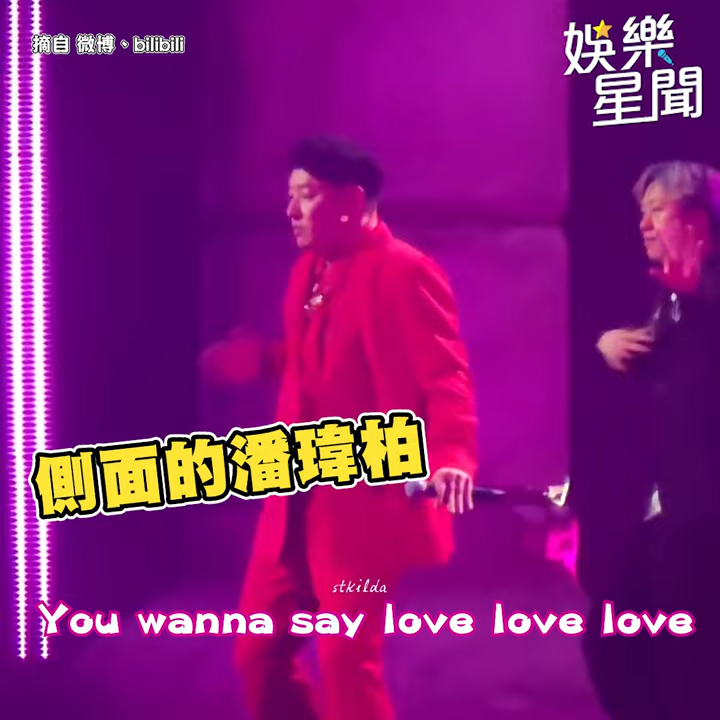 摘自 微博、bilibili
娛樂
星聞
側面的潘瑋柏
stkilda
You wanna say love love love